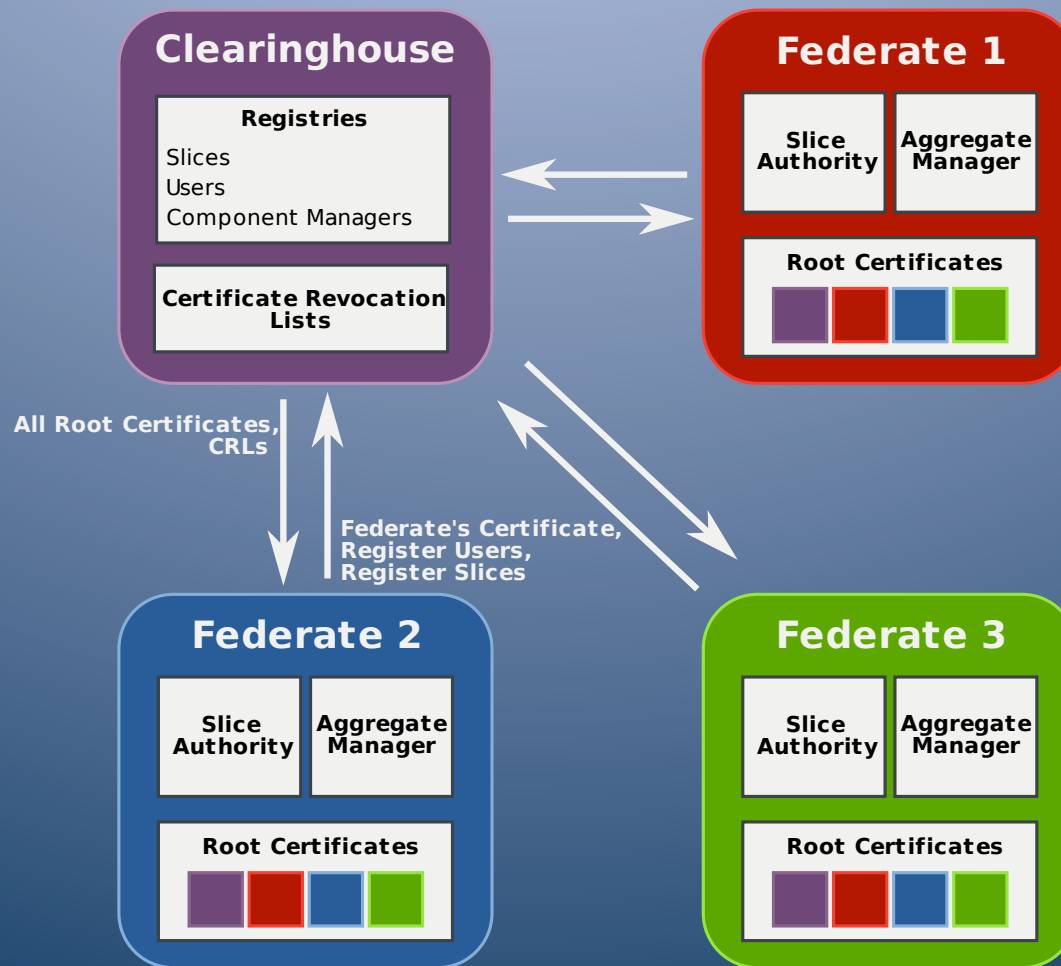 Clearinghouse
Registries
Slices
Users
Component Managers
Certificate Revocation
Lists
Federate 1
Slice
Authority
Aggregate
Manager
Root Certificates
All Root Certificates,
CRLs
Federate's Certificate,
Register Users,
Register Slices
Federate 2
Slice
Authority
Aggregate
Manager
Root Certificates
Federate 3
Slice
Authority
Aggregate
Manager
Root Certificates